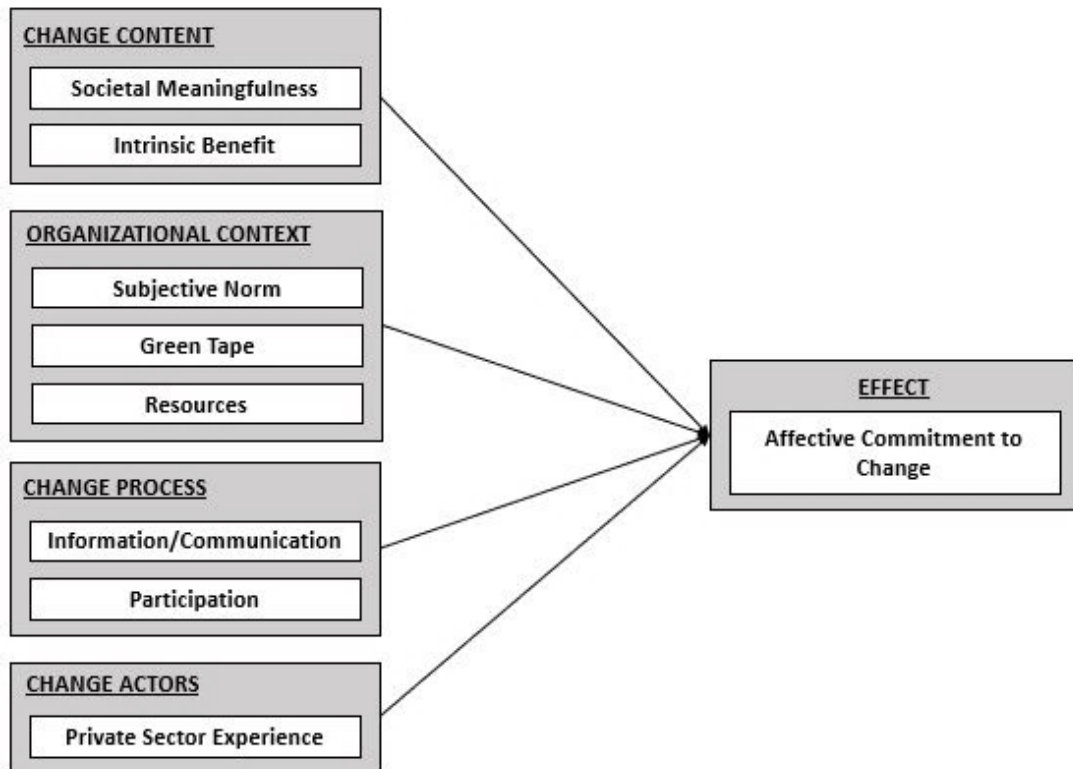 CHANGE CONTENT
Societal Meaningfulness
Intrinsic Benefit
ORGANIZATIONAL CONTEXT
Subjective Norm
Green Tape
Resources
CHANGE PROCESS
Information/Communication
Participation
CHANGE ACTORS
Private Sector Experience
EFFECT
Affective Commitment to
Change